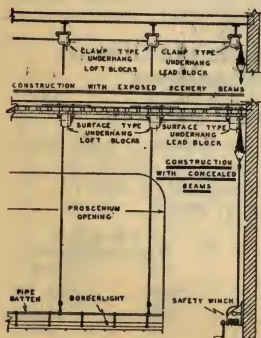 CLAMP TYPE
UNDERHANG
LOFT BLOCKS
CLAMP TYPE
UNDERHANG
LEAD BLOCK
CONSTRUCTION WITH EXPOSED SCENERY BEAMS
SURFACE TYPE
UNDERHANG
LOFT BLOCKS
SURFACE TYPE
UNDERHANG
LEAD BLOCK
CONSTRUCTION
WITH CONCEALED
BEAMS
PROSCENIUM
OPENING
PIPE
BATTEN
BORDERLIGHT
SAFETY WINCH